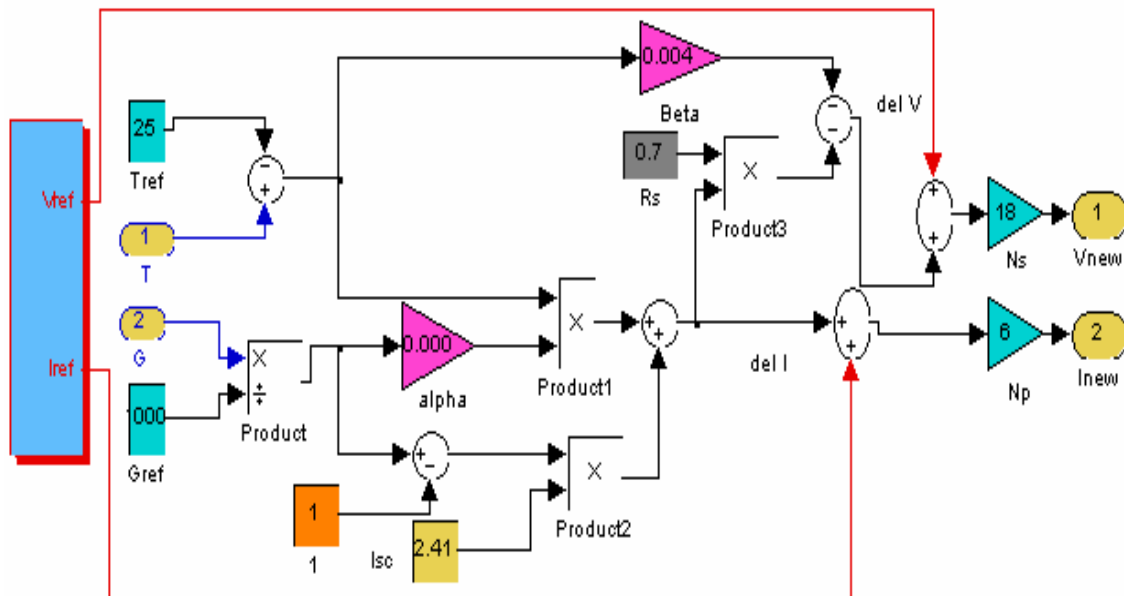 0.004
Beta
del V
25
Tref
0.7
Rs
×
Product3
Vref
1
T
+
18
Ns
1
Vnew
2
G
0.000
alpha
×
Product1
del I
6
Np
2
Inew
Iref
×
÷
Product
000
Gref
1
1
Isc
2.41
×
Product2